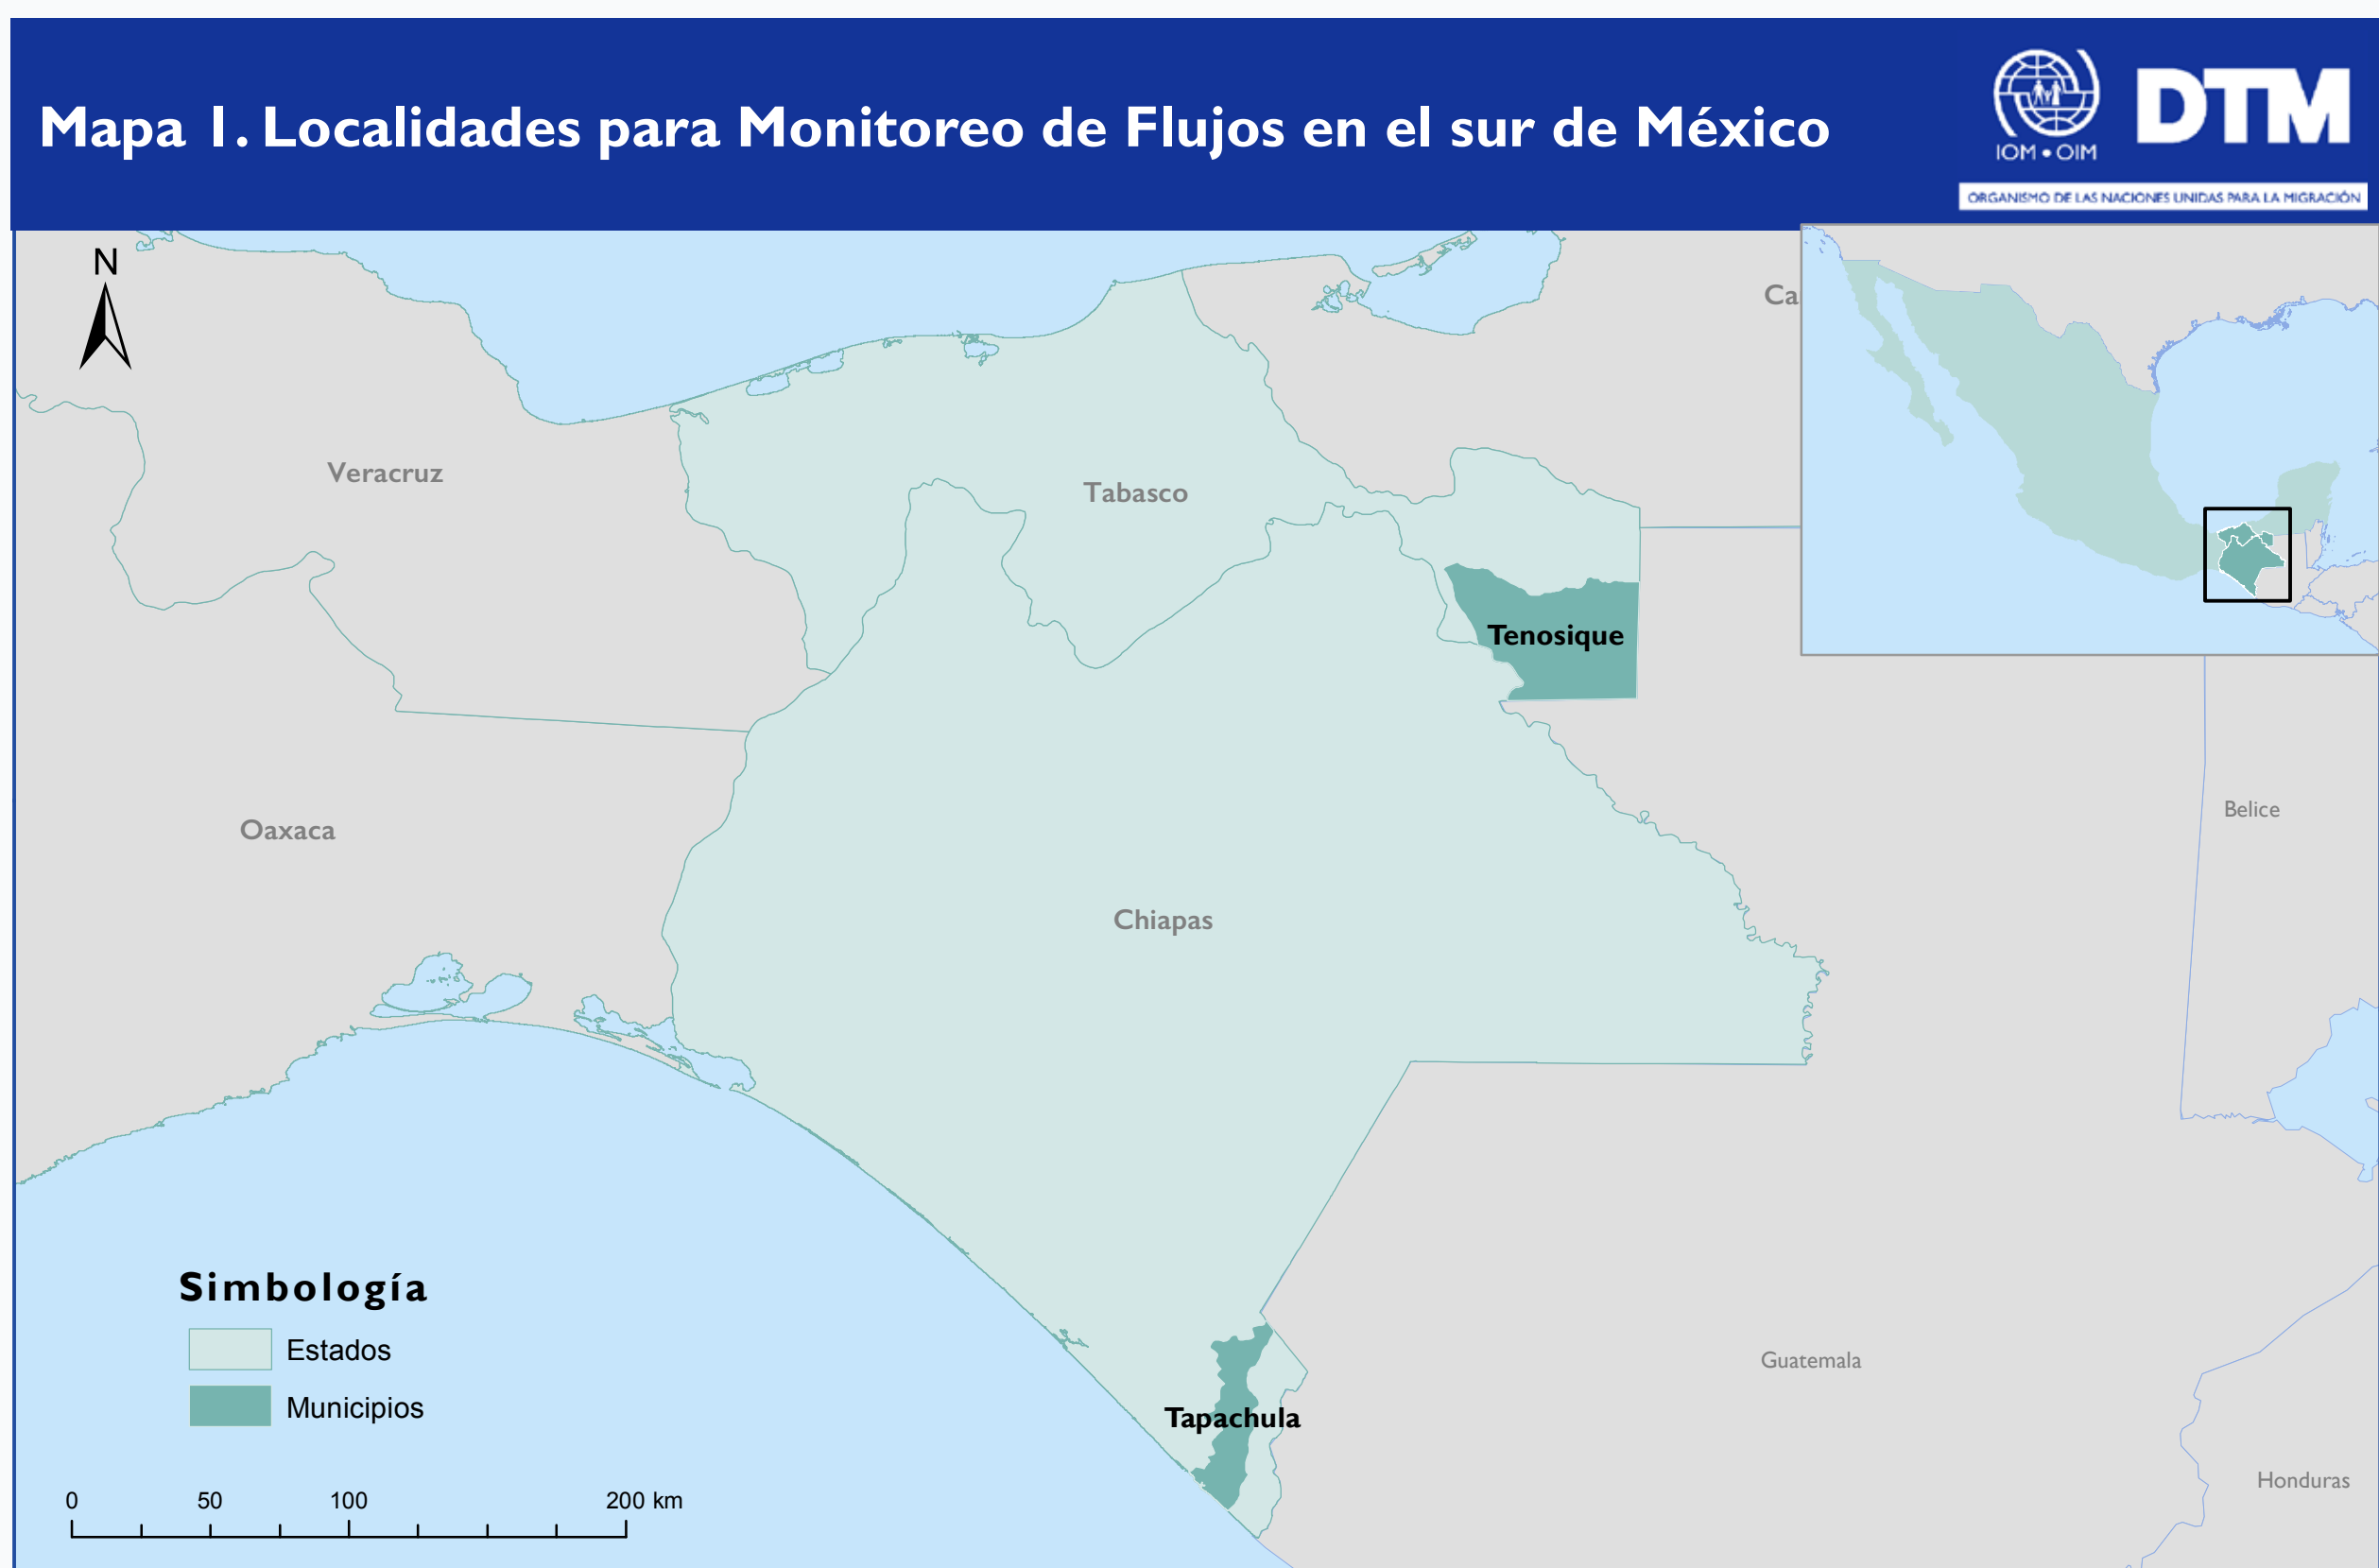 Mapa 1. Localidades para Monitoreo de Flujos en el sur de México
IOM • OIM
DTM
ORGANISMO DE LAS NACIONES UNIDAS PARA LA MIGRACIÓN
N
Ca
Veracruz
Tabasco
Tenosique
Belice
Oaxaca
Chiapas
Simbología
Estados
Municipios
Guatemala
Tapachula
Honduras
0 50 100 200 km